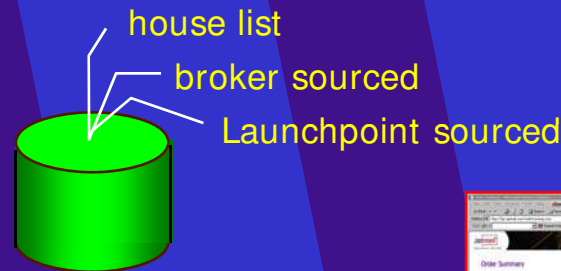 house list
broker sourced
Launchpoint sourced
Order Summary